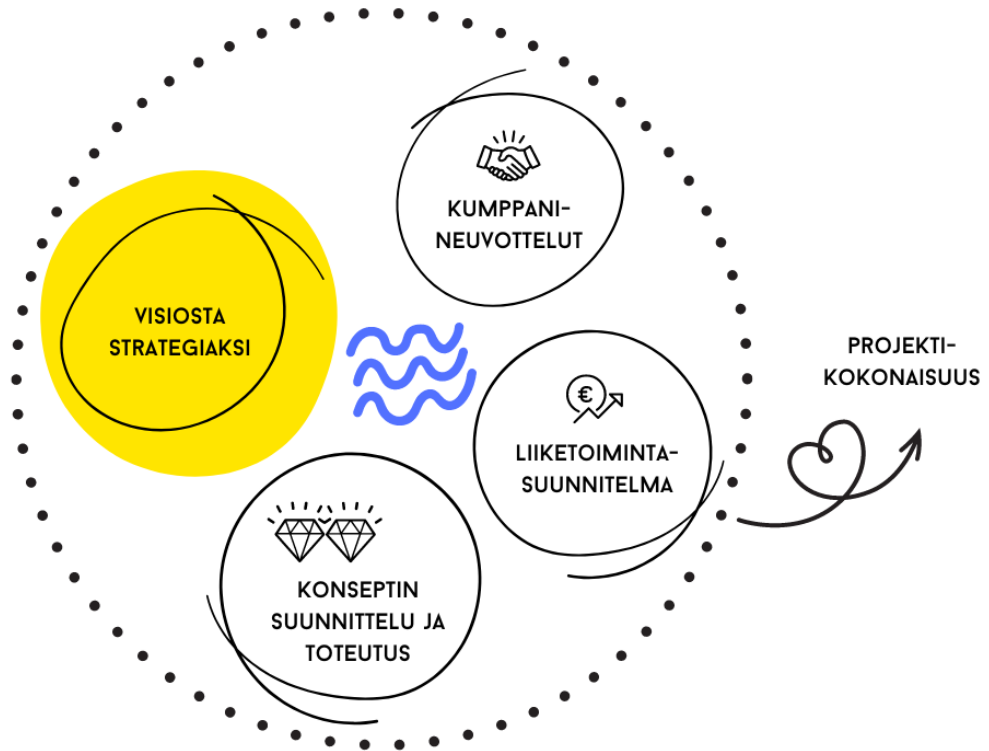 KUMPPANI-
NEUVOTTELUT
VISIOSTA
STRATEGIAKSI
PROJEKTI-
KOKONAISUUS
€
LIIKETOIMINTA-
SUUNNITELMA
KONSEPTIN
SUUNNITTELU JA
TOTEUTUS